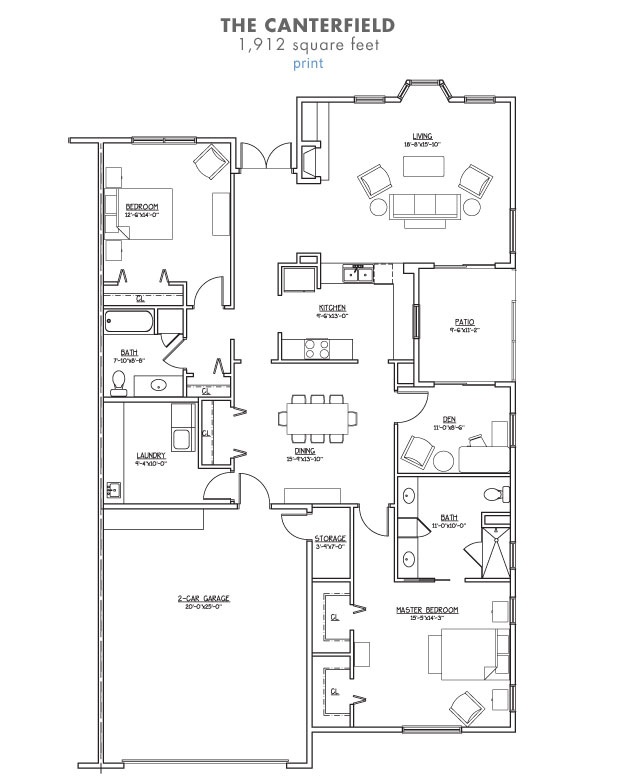 THE CANTERFIELD
1,912 square feet
print
LIVING
18'-8"x15'-10"
BEDROOM
12'-6"x14'-0"
CL
KITCHEN
9'-6"x13'-0"
PATIO
9'-6"x11'-2"
BATH
7'-10"x8'-8"
CL
DEN
11'-0"x8'-6"
CL
DINING
15'-9"x13'-10"
LAUNDRY
9'-4"x10'-0"
BATH
11'-0"x10'-0"
STORAGE
3'-9"x7'-0"
2-CAR GARAGE
20'-0"x25'-0"
MASTER BEDROOM
15'-5"x14'-3"
CL
CL